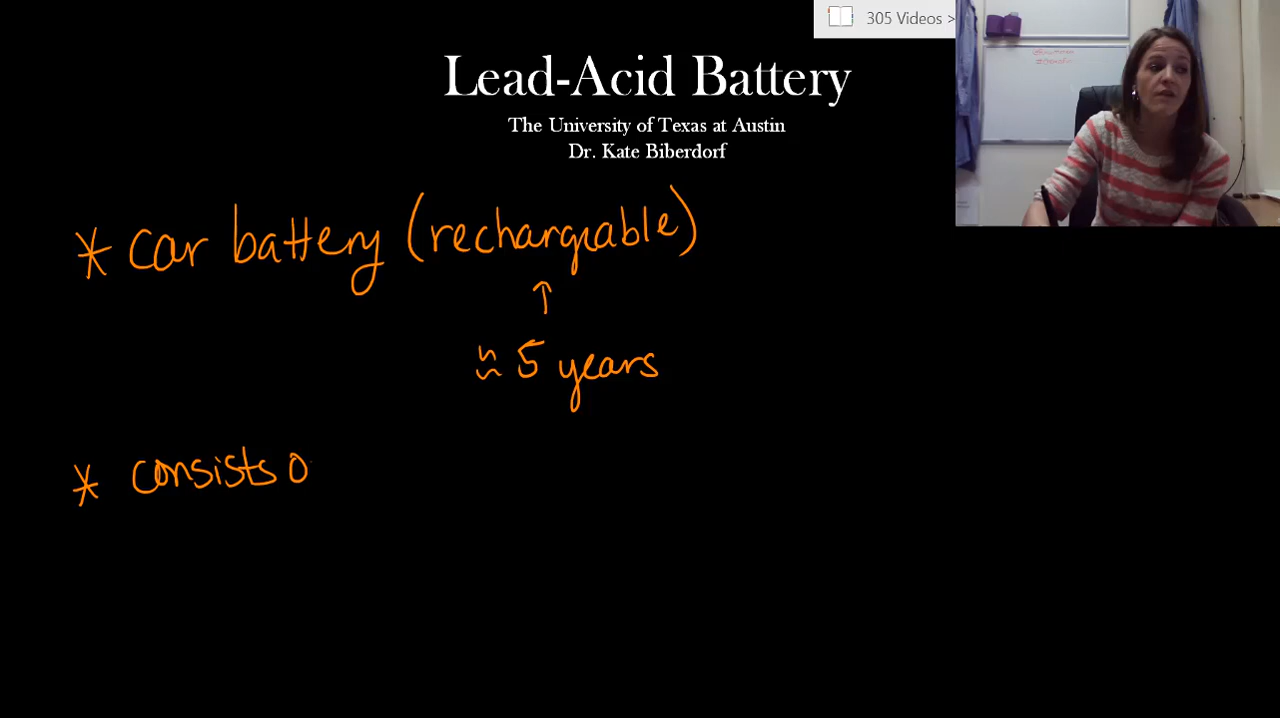 305 Videos >
Lead-Acid Battery
The University of Texas at Austin
Dr. Kate Biberdorf
* car battery (rechargeable)
↑
≈ 5 years
* consists o